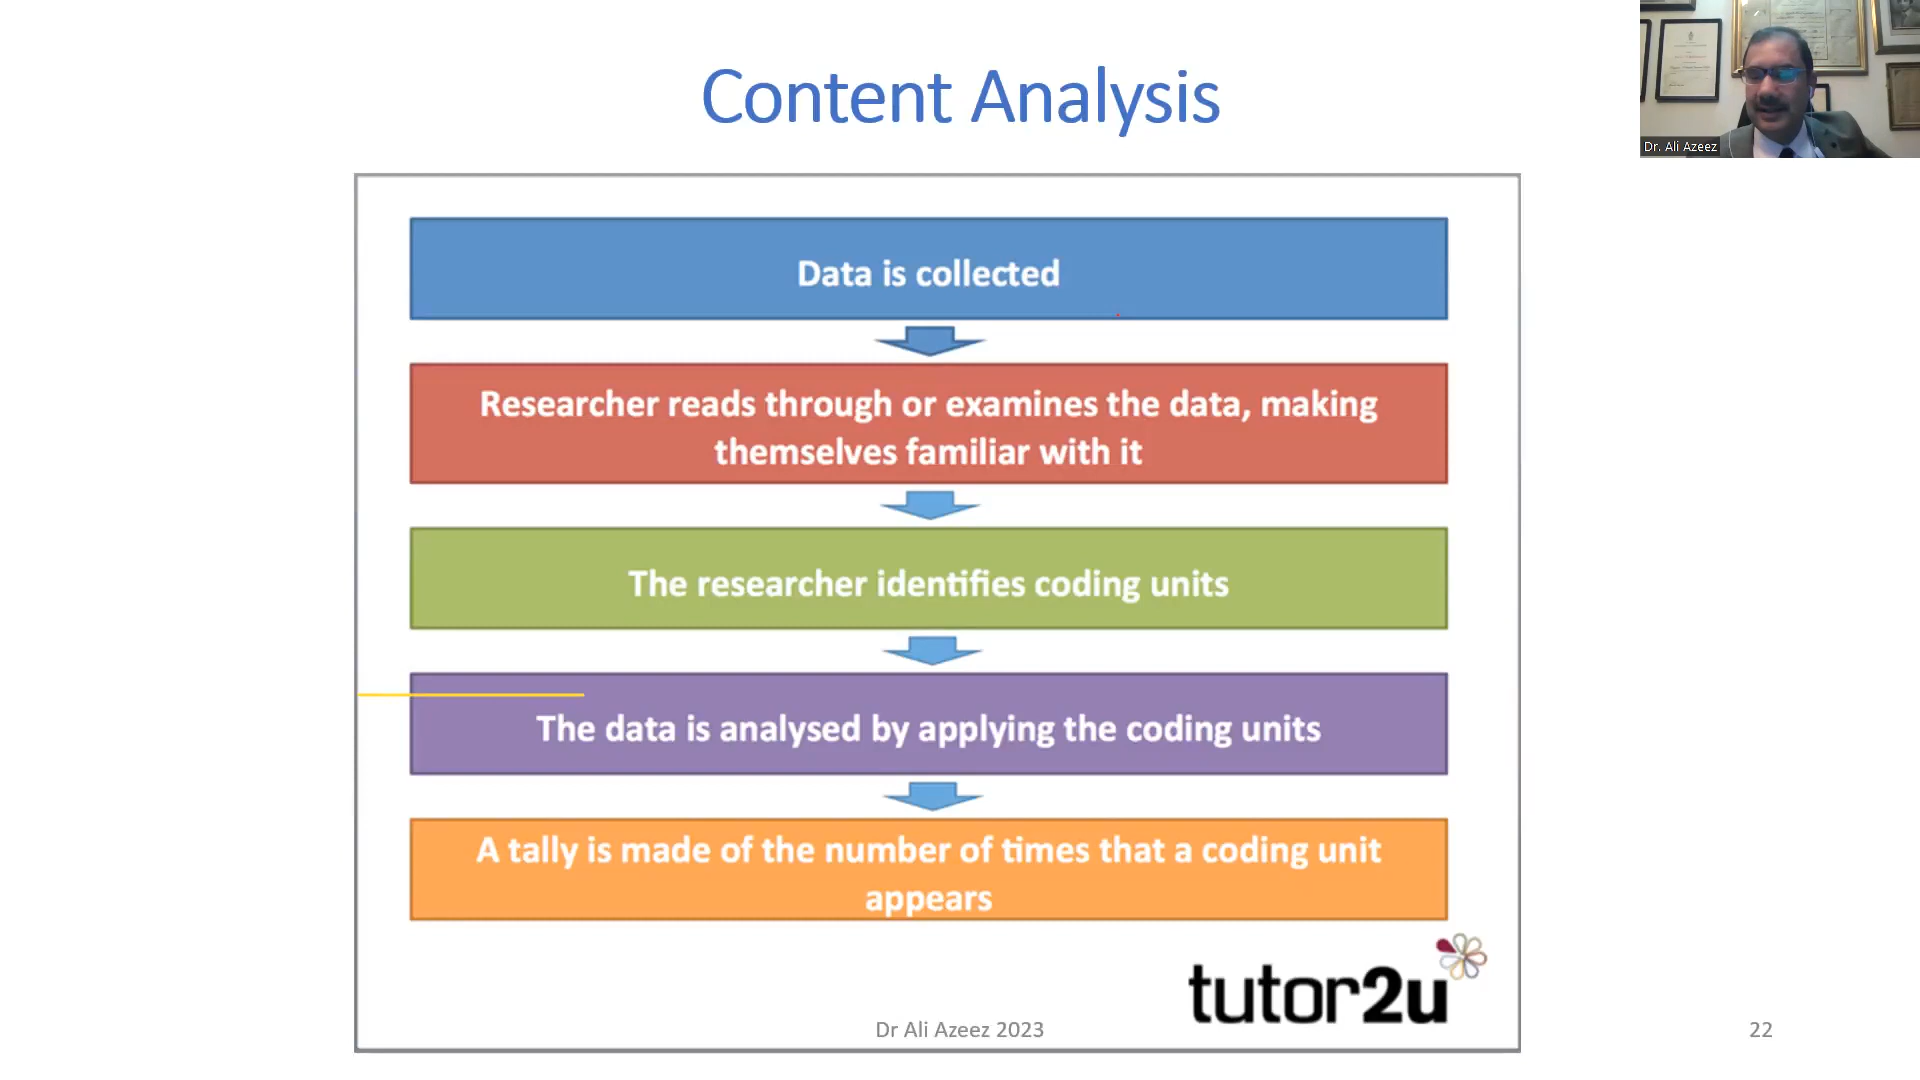 Content Analysis
Dr. Ali Azeez
Data is collected
Researcher reads through or examines the data, making
themselves familiar with it
The researcher identifies coding units
The data is analysed by applying the coding units
A tally is made of the number of times that a coding unit
appears
tutor2u
Dr Ali Azeez 2023
22